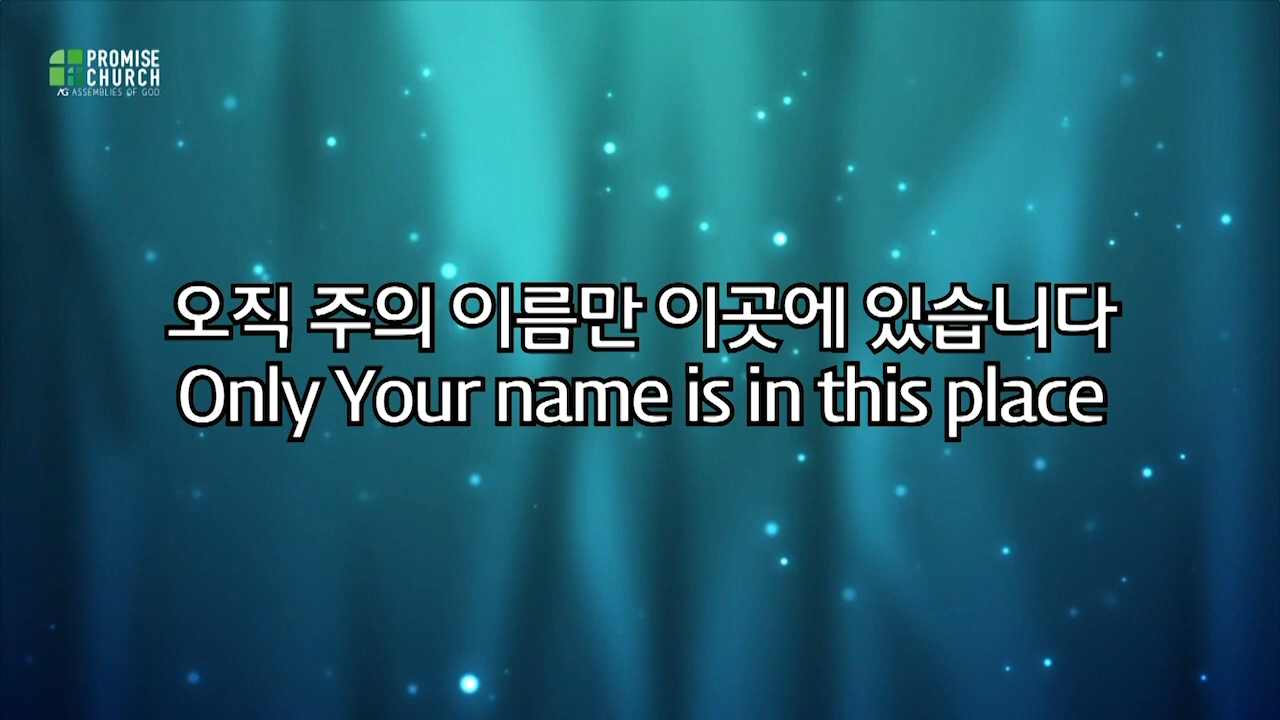 PROMISE
CHURCH
AG ASSEMBLIES OF GOD
오직 주의 이름만 이곳에 있습니다
Only Your name is in this place